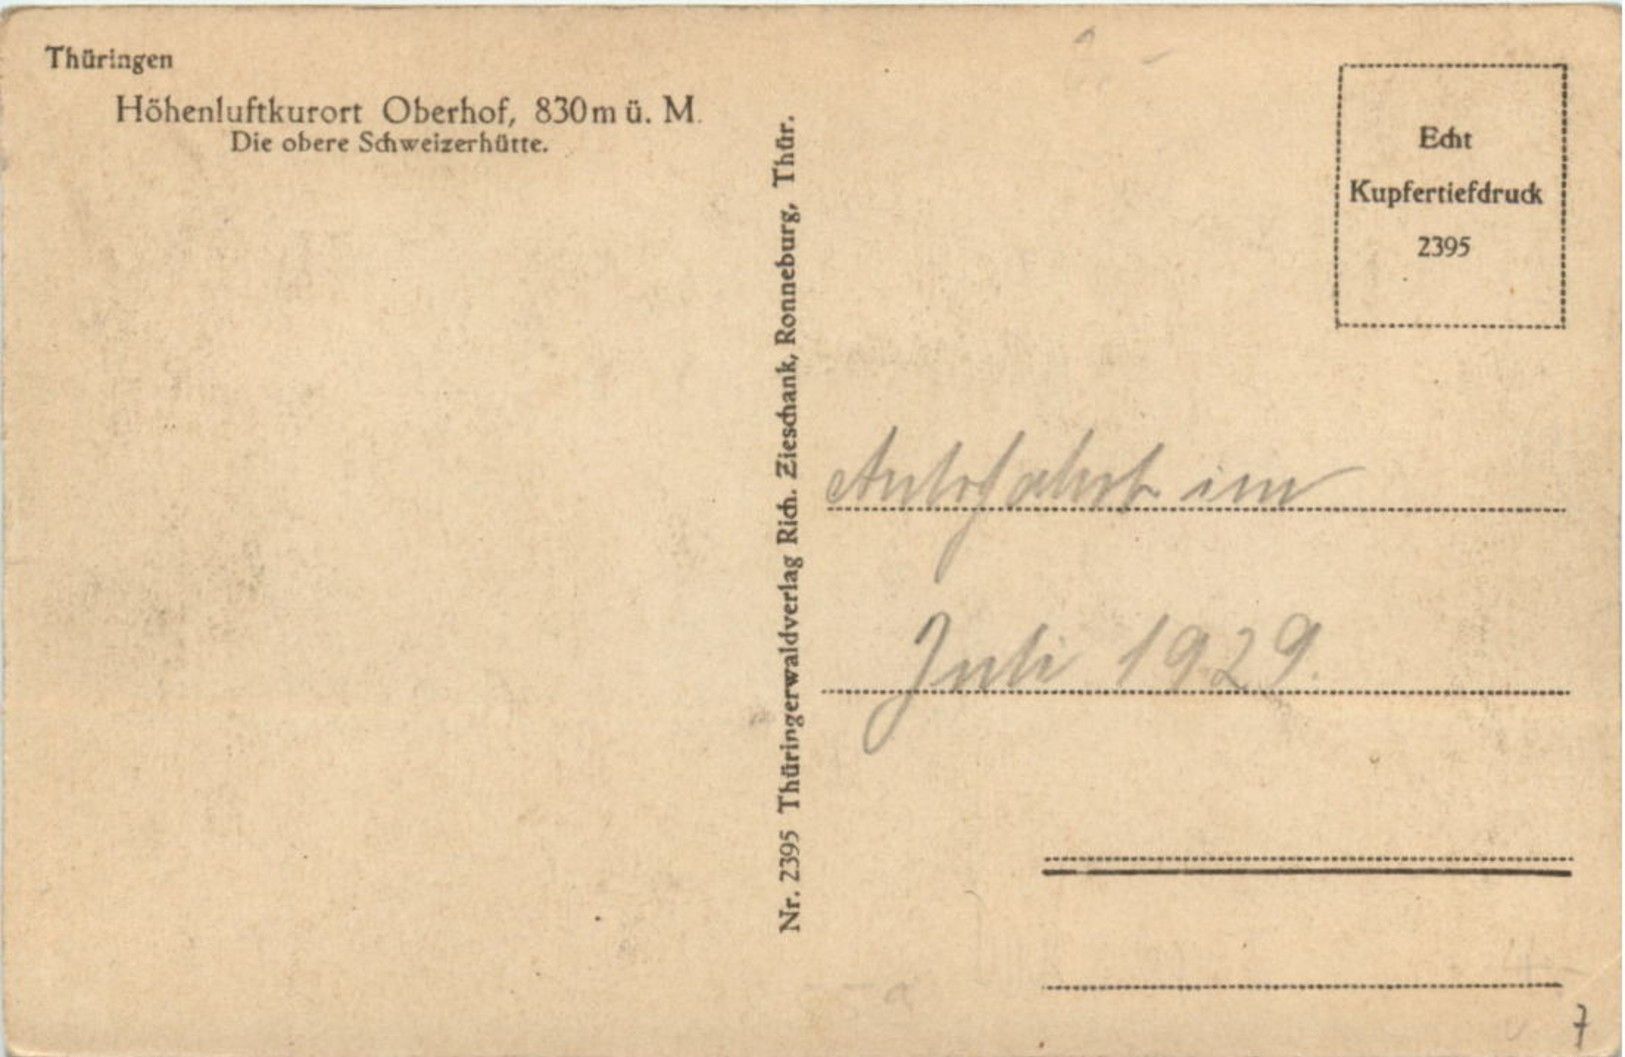 Thüringen
Höhenluftkurort Oberhof, 830 m ü. M.
Die obere Schweizerhütte.
Nr. 2395 Thüringerwaldverlag Rich. Zieschank, Ronneburg, Thür.
Echt
Kupfertiefdruck
2395
Autofahrt im
Juli 1929.
7